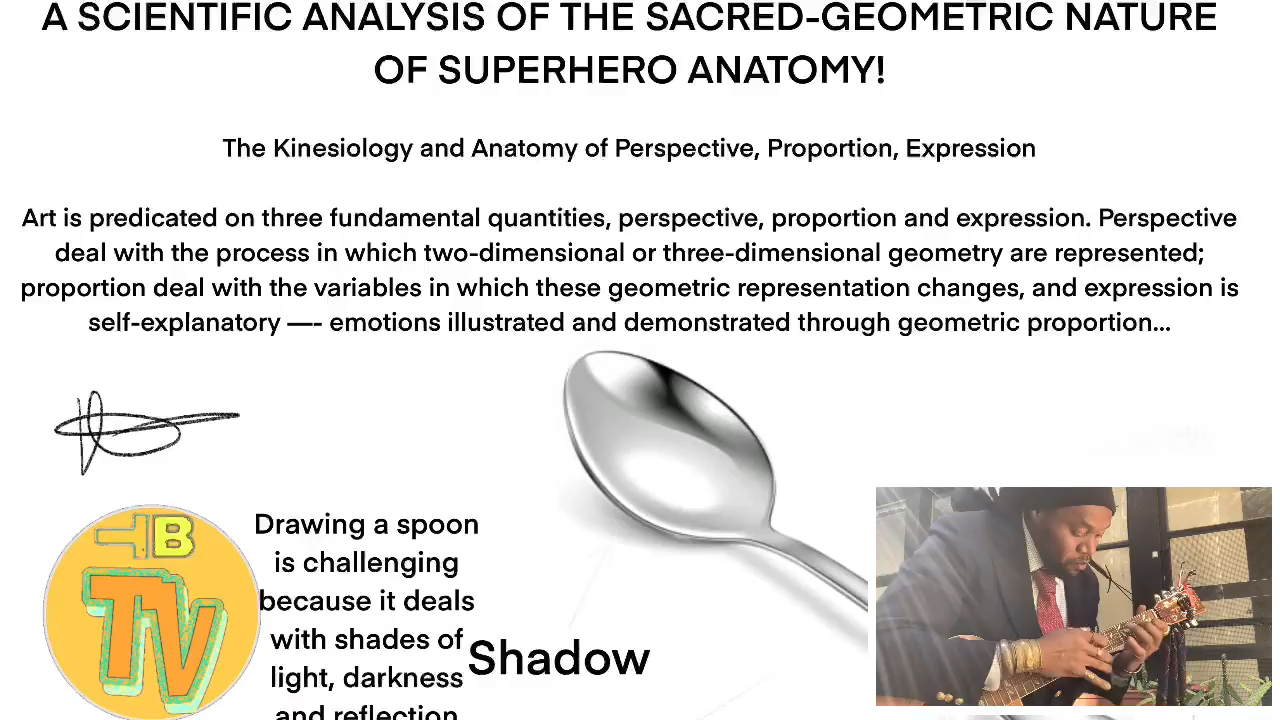 A SCIENTIFIC ANALYSIS OF THE SACRED-GEOMETRIC NATURE
OF SUPERHERO ANATOMY!
The Kinesiology and Anatomy of Perspective, Proportion, Expression
Art is predicated on three fundamental quantities, perspective, proportion and expression. Perspective
deal with the process in which two-dimensional or three-dimensional geometry are represented;
proportion deal with the variables in which these geometric representation changes, and expression is
self-explanatory —- emotions illustrated and demonstrated through geometric proportion...
B
TV
Drawing a spoon
is challenging
because it deals
with shades of
light, darkness
and reflection
Shadow